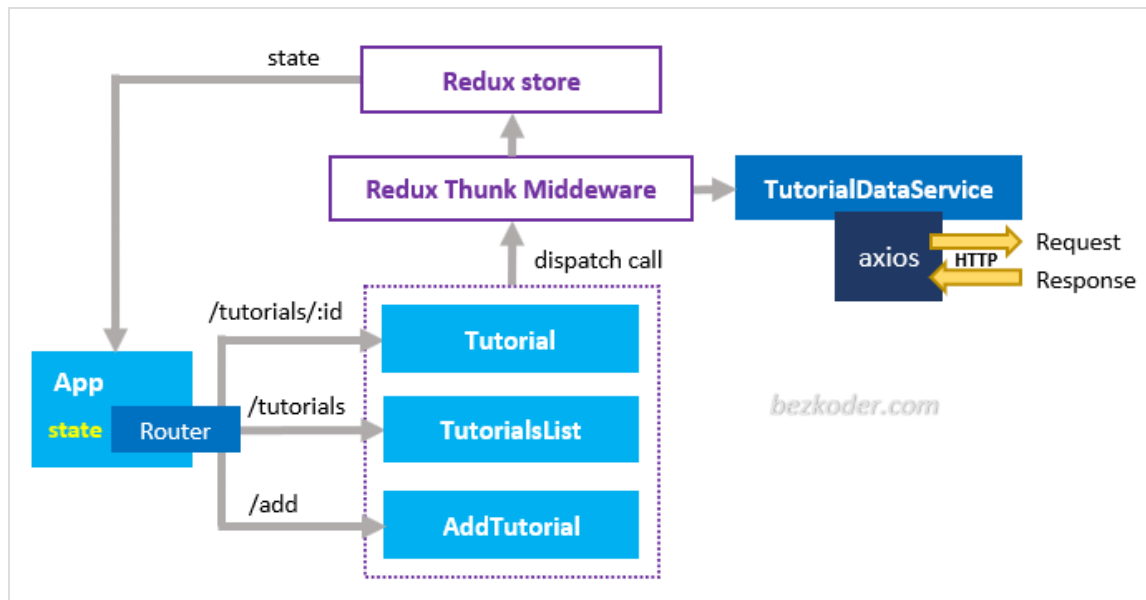 state
Redux store
Redux Thunk Middeware
TutorialDataService
axios
HTTP
Request
Response
dispatch call
/tutorials/:id
Tutorial
App
state
Router
/tutorials
TutorialsList
bezkoder.com
/add
AddTutorial